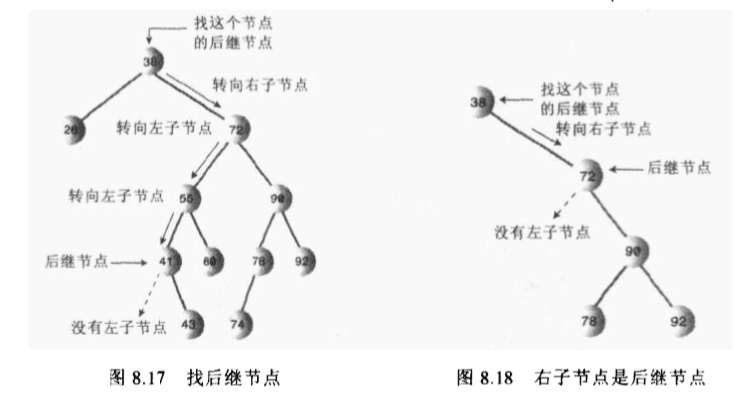 找这个节点
的后继节点
38
转向右子节点
26
转向左子节点
72
转向左子节点
55
90
后继节点
41
60
78
92
没有左子节点
43
74
图 8.17 找后继节点
38
找这个节点
的后继节点
转向右子节点
72
后继节点
没有左子节点
90
78
92
图 8.18 右子节点是后继节点